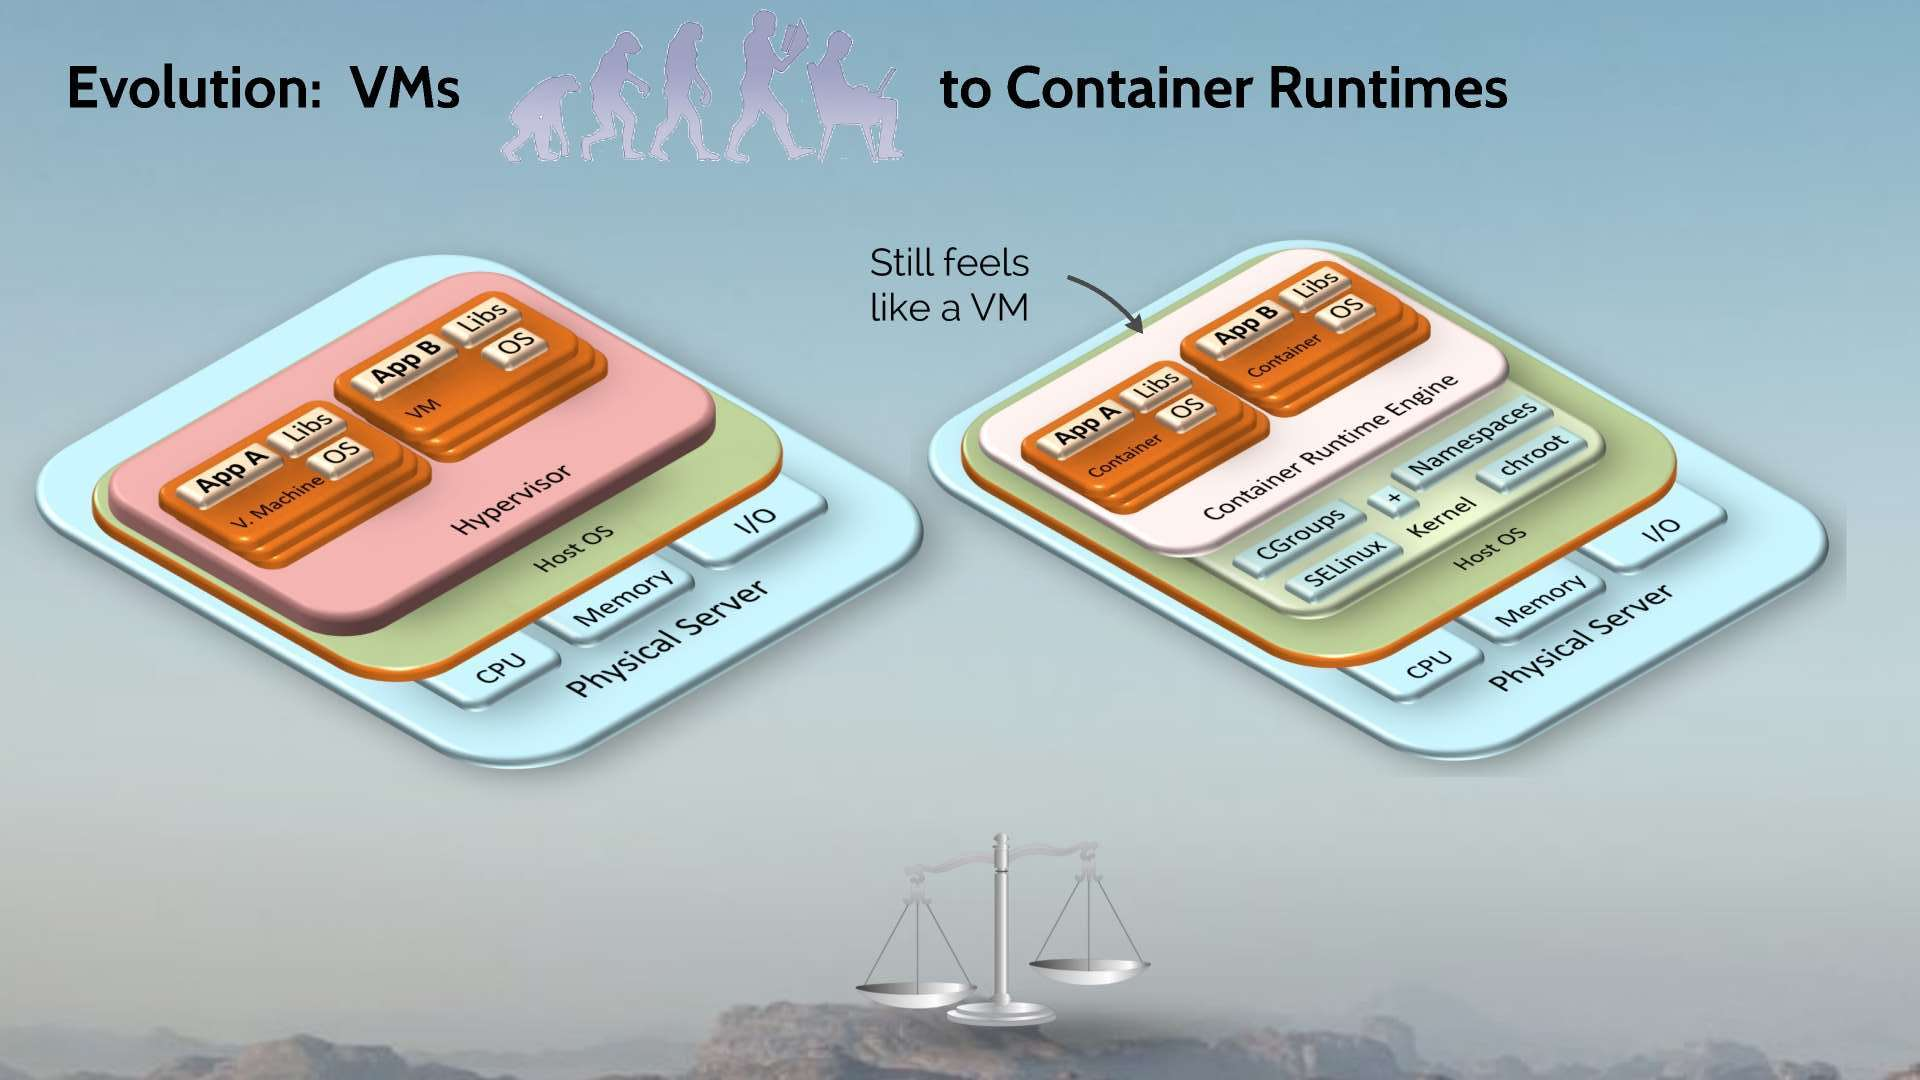 Evolution: VMs to Container Runtimes
Still feels
like a VM
App B
Libs
OS
VM
App A
Libs
OS
V. Machine
Hypervisor
Host OS
I/O
Memory
CPU
Physical Server
App B
Libs
OS
Container
App A
Libs
OS
Container
Container Runtime Engine
Namespaces
+
CGroups
chroot
Kernel
SELinux
Host OS
I/O
Memory
CPU
Physical Server